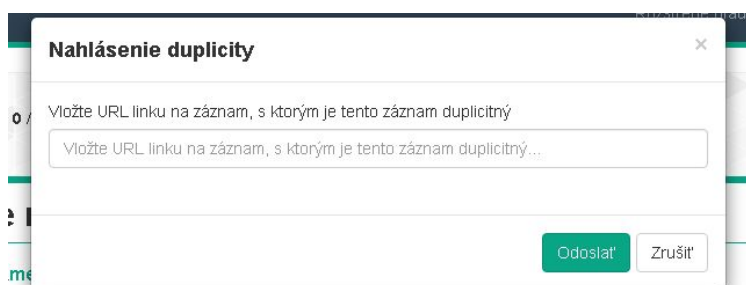 Nahlásenie duplicity ×
0 /
Vložte URL linku na záznam, s ktorým je tento záznam duplicitný
Vložte URL linku na záznam, s ktorým je tento záznam duplicitný...
Odoslať Zrušiť